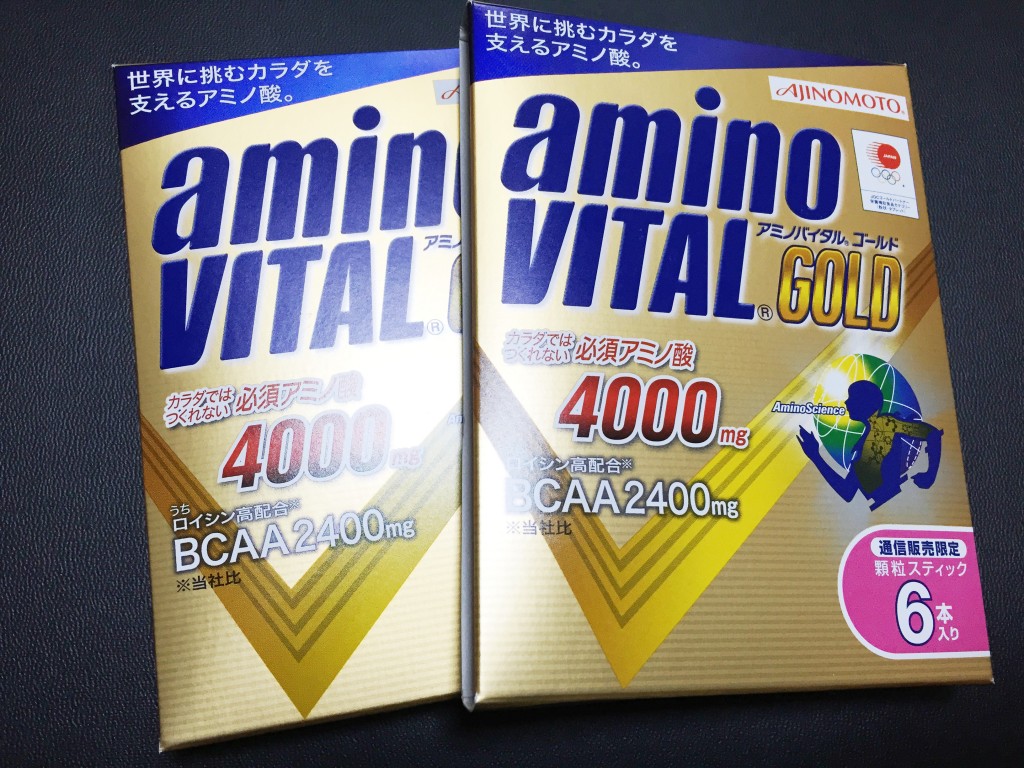 世界に挑むカラダを
支えるアミノ酸。
amin
アミノ
VITAL®
カラダでは
つくれない 必須アミノ酸
4000mg
うち
ロイシン高配合※
BCAA2400mg
※当社比
世界に挑むカラダを
支えるアミノ酸。
AJINOMOTO®
amino
アミノバイタル®ゴールド
VITAL® GOLD
カラダでは
つくれない 必須アミノ酸
4000mg
AminoScience
ロイシン高配合※
BCAA2400mg
※当社比
通信販売限定
顆粒スティック
6本
入り